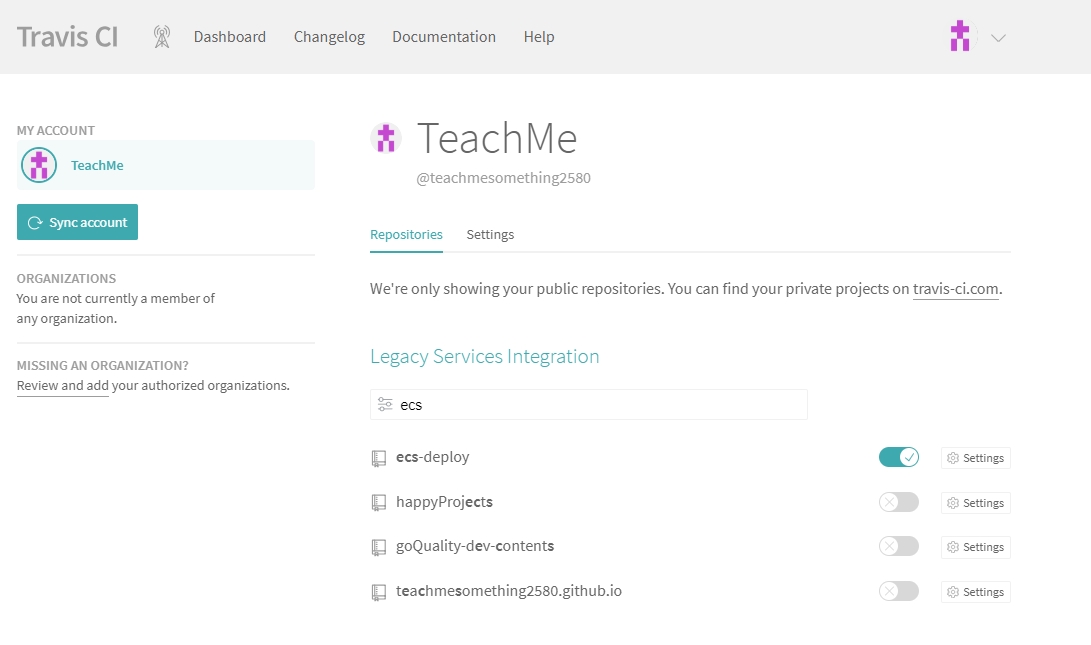 Travis CI
Dashboard Changelog Documentation Help
MY ACCOUNT
TeachMe
Sync account
ORGANIZATIONS
You are not currently a member of
any organization.
MISSING AN ORGANIZATION?
Review and add your authorized organizations.
TeachMe
@teachmesomething2580
Repositories Settings
We're only showing your public repositories. You can find your private projects on travis-ci.com.
Legacy Services Integration
ecs
ecs-deploy Settings
happyProjects Settings
goQuality-dev-contents Settings
teachmesomething2580.github.io Settings